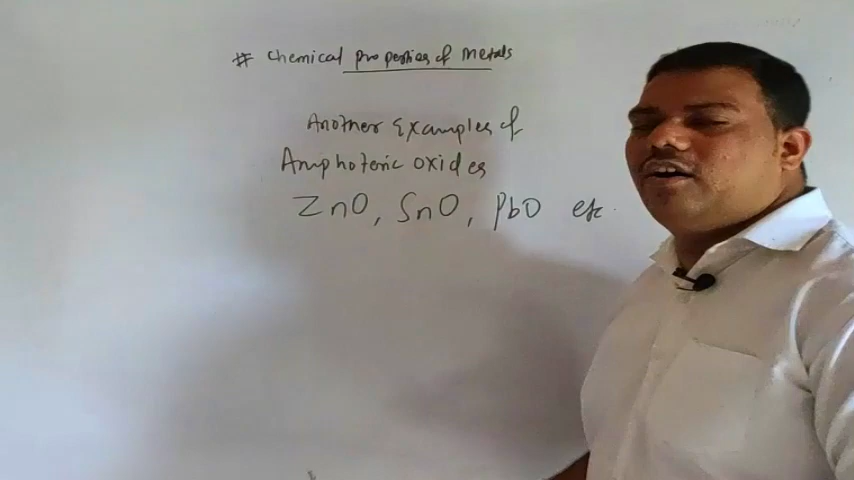 # Chemical properties of Metals
Another Examples of
Amphoteric oxides
ZnO, SnO, PbO etc.